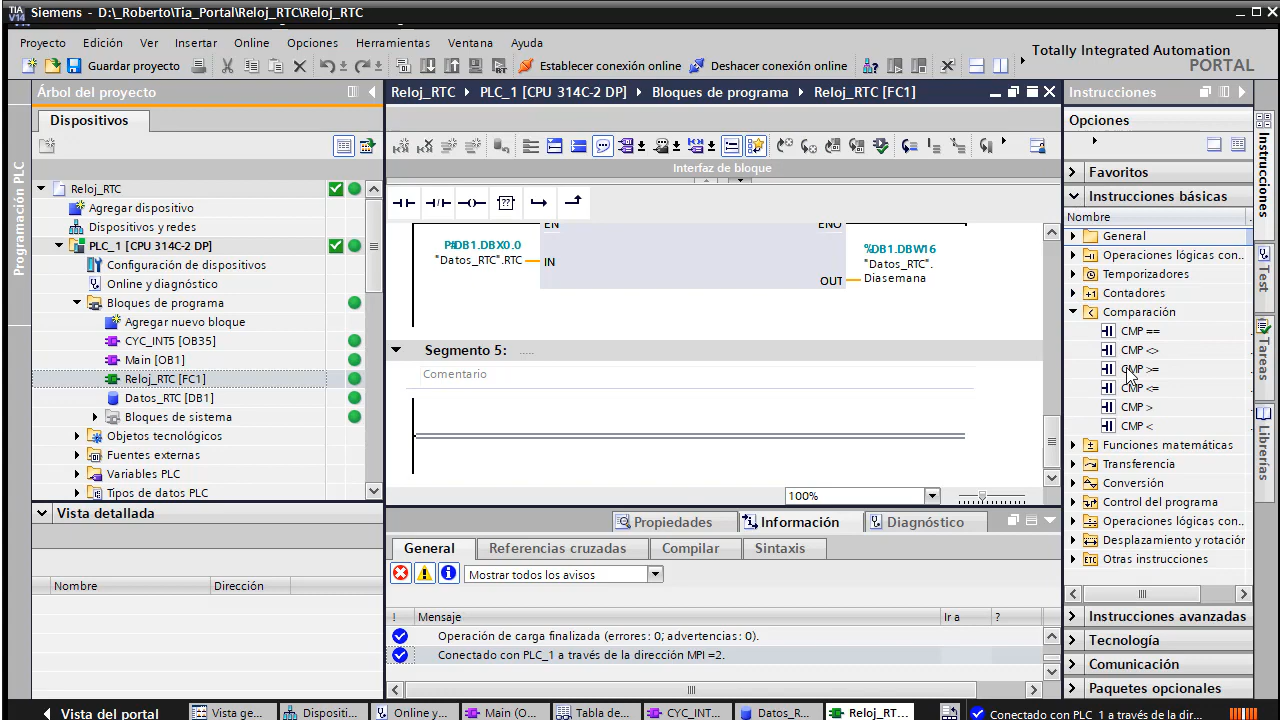 TIA V14 Siemens - D:\_Roberto\Tia_Portal\Reloj_RTC\Reloj_RTC
Proyecto Edición Ver Insertar Online Opciones Herramientas Ventana Ayuda
Guardar proyecto Establecer conexión online Deshacer conexión online
Totally Integrated Automation
PORTAL
Árbol del proyecto
Reloj_RTC PLC_1 [CPU 314C-2 DP] Bloques de programa Reloj_RTC [FC1]
Instrucciones
Dispositivos
Opciones
Interfaz de bloque
Programación PLC
Reloj_RTC
Agregar dispositivo
Dispositivos y redes
PLC_1 [CPU 314C-2 DP]
Configuración de dispositivos
Online y diagnóstico
Bloques de programa
Agregar nuevo bloque
CYC_INT5 [OB35]
Main [OB1]
Reloj_RTC [FC1]
Datos_RTC [DB1]
Bloques de sistema
Objetos tecnológicos
Fuentes externas
Variables PLC
Tipos de datos PLC
Vista detallada
Nombre Dirección
??
EN ENO
P#DB1.DBX0.0
"Datos_RTC".RTC IN
%DB1.DBW16
"Datos_RTC".
Diasemana
OUT
Segmento 5: .....
Comentario
100%
Propiedades Información Diagnóstico
General Referencias cruzadas Compilar Sintaxis
Mostrar todos los avisos
! Mensaje Ir a ?
Operación de carga finalizada (errores: 0; advertencias: 0).
Conectado con PLC_1 a través de la dirección MPI =2.
Favoritos
Instrucciones básicas
Nombre
General
Operaciones lógicas con..
Temporizadores
Contadores
Comparación
CMP ==
CMP <>
CMP >=
CMP <=
CMP >
CMP <
Funciones matemáticas
Transferencia
Conversión
Control del programa
Operaciones lógicas con..
Desplazamiento y rotación
Otras instrucciones
Instrucciones avanzadas
Tecnología
Comunicación
Paquetes opcionales
Instrucciones
Test
Tareas
Librerías
Vista del portal Vista ge... Dispositi... Online y... Main (O... Tabla de... CYC_INT... Datos_R... Reloj_RT... Conectado con PLC_1 a través de la dir...